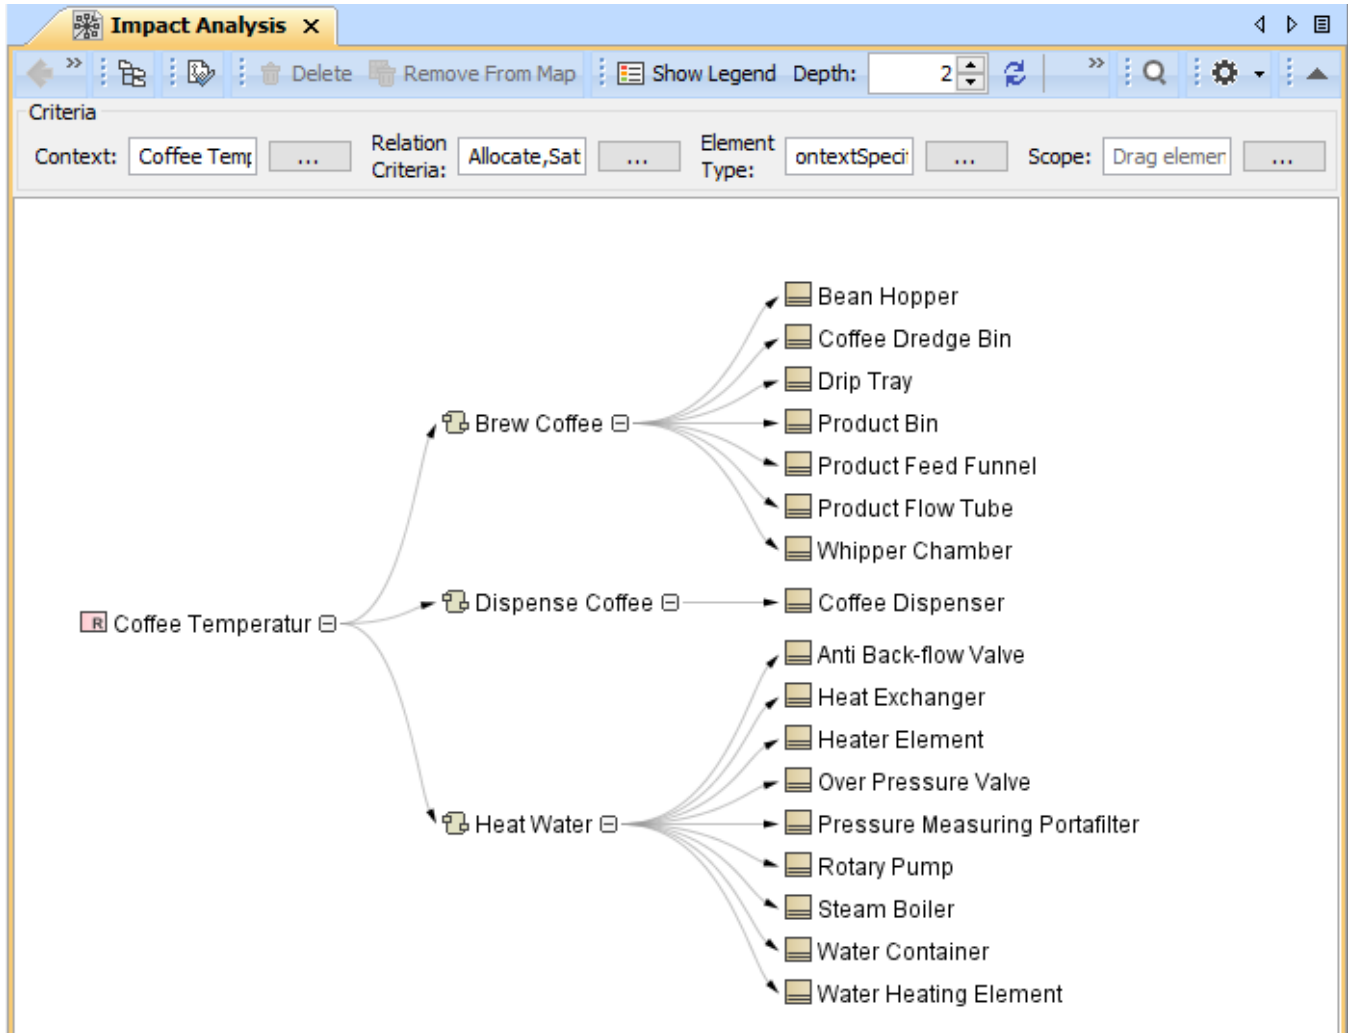 Impact Analysis
Delete Remove From Map Show Legend Depth: 2
Criteria
Context: Coffee Temp ... Relation Criteria: Allocate,Sat ... Element Type: ontextSpecif ... Scope: Drag elemen ...
Bean Hopper
Coffee Dredge Bin
Drip Tray
Brew Coffee
Product Bin
Product Feed Funnel
Product Flow Tube
Whipper Chamber
Dispense Coffee
Coffee Dispenser
R Coffee Temperatur
Anti Back-flow Valve
Heat Exchanger
Heater Element
Over Pressure Valve
Heat Water
Pressure Measuring Portafilter
Rotary Pump
Steam Boiler
Water Container
Water Heating Element